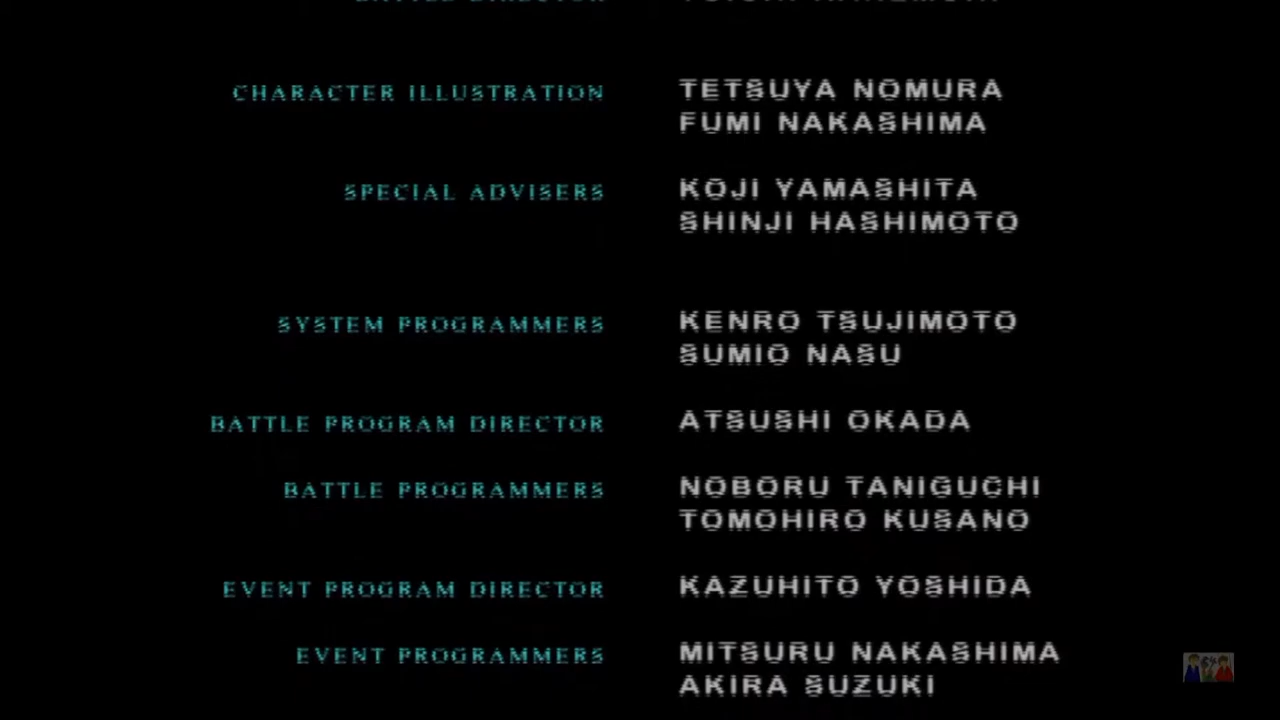 CHARACTER ILLUSTRATION TETSUYA NOMURA
FUMI NAKASHIMA
SPECIAL ADVISERS KOJI YAMASHITA
SHINJI HASHIMOTO
SYSTEM PROGRAMMERS KENRO TSUJIMOTO
SUMIO NASU
BATTLE PROGRAM DIRECTOR ATSUSHI OKADA
BATTLE PROGRAMMERS NOBORU TANIGUCHI
TOMOHIRO KUSANO
EVENT PROGRAM DIRECTOR KAZUHITO YOSHIDA
EVENT PROGRAMMERS MITSURU NAKASHIMA
AKIRA SUZUKI